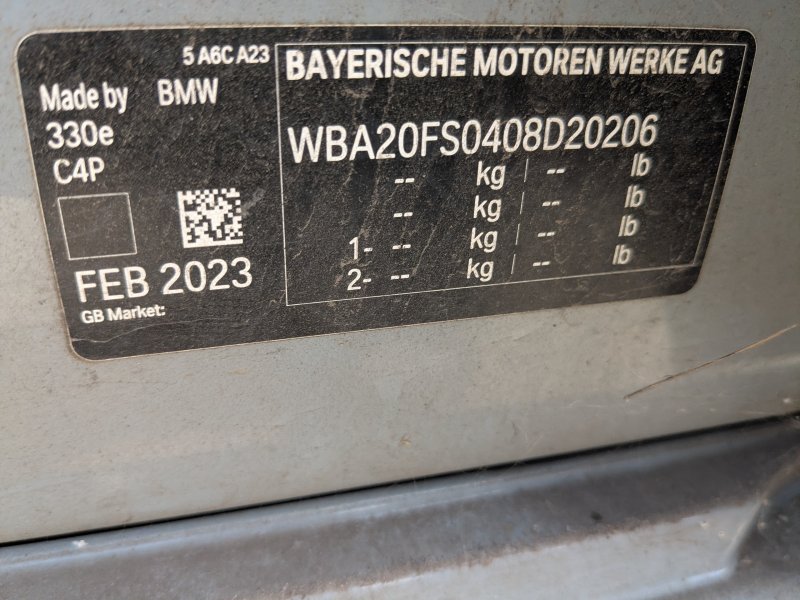 5 A6C A23
Made by BMW
330e
C4P
FEB 2023
GB Market:
BAYERISCHE MOTOREN WERKE AG
WBA20FS0408D20206
-- kg | -- lb
-- kg | -- lb
1- -- kg | -- lb
2- -- kg | -- lb